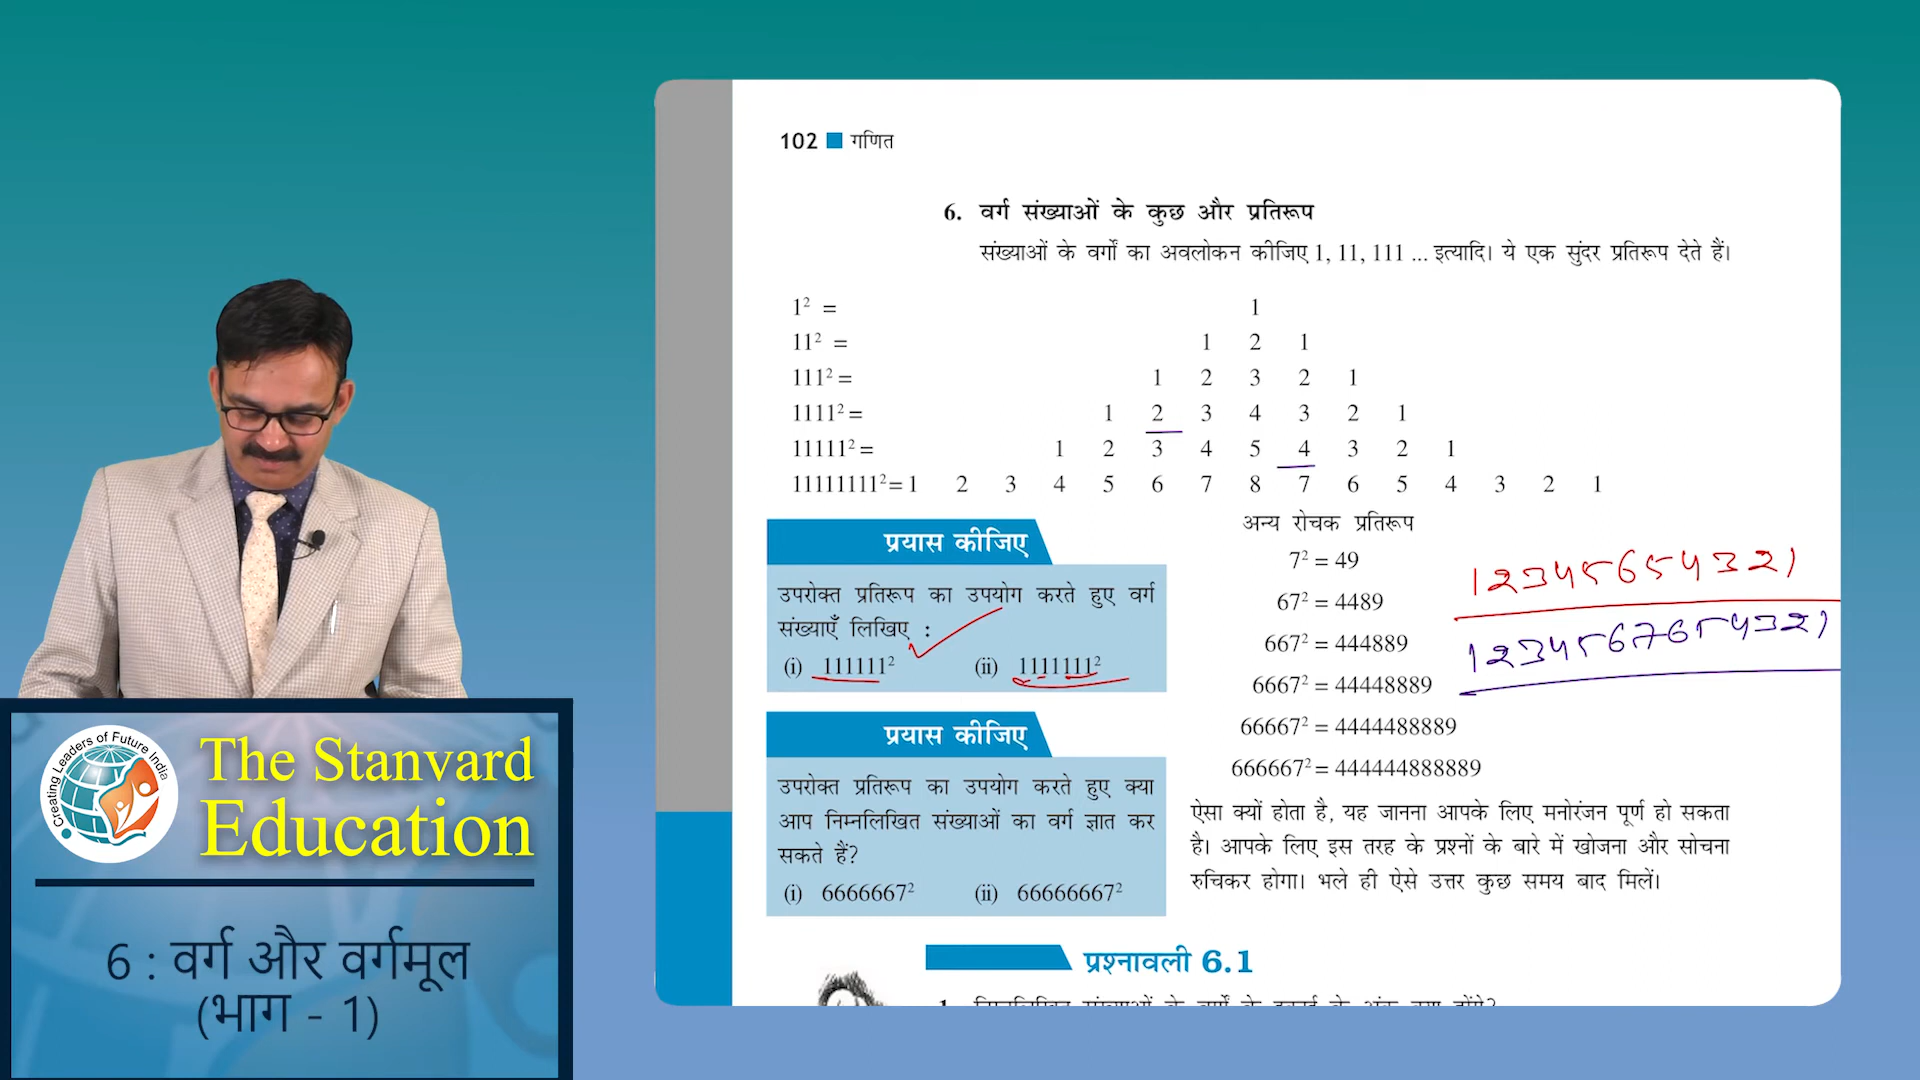 102 ■ गणित
6. वर्ग संख्याओं के कुछ और प्रतिरूप
संख्याओं के वर्गों का अवलोकन कीजिए 1, 11, 111 ... इत्यादि। ये एक सुंदर प्रतिरूप देते हैं।
1² = 1
11² = 1 2 1
111² = 1 2 3 2 1
1111² = 1 2 3 4 3 2 1
11111² = 1 2 3 4 5 4 3 2 1
11111111² = 1 2 3 4 5 6 7 8 7 6 5 4 3 2 1
प्रयास कीजिए
उपरोक्त प्रतिरूप का उपयोग करते हुए वर्ग
संख्याएँ लिखिए :
(i) 111111² (ii) 1111111²
प्रयास कीजिए
उपरोक्त प्रतिरूप का उपयोग करते हुए क्या
आप निम्नलिखित संख्याओं का वर्ग ज्ञात कर
सकते हैं?
(i) 6666667² (ii) 66666667²
अन्य रोचक प्रतिरूप
7² = 49
67² = 4489
667² = 444889
6667² = 44448889
66667² = 4444488889
666667² = 444444888889
12345654321
1234567654321
ऐसा क्यों होता है, यह जानना आपके लिए मनोरंजन पूर्ण हो सकता
है। आपके लिए इस तरह के प्रश्नों के बारे में खोजना और सोचना
रुचिकर होगा। भले ही ऐसे उत्तर कुछ समय बाद मिलें।
प्रश्नावली 6.1
Creating Leaders of Future India
The Stanvard
Education
6 : वर्ग और वर्गमूल
(भाग - 1)